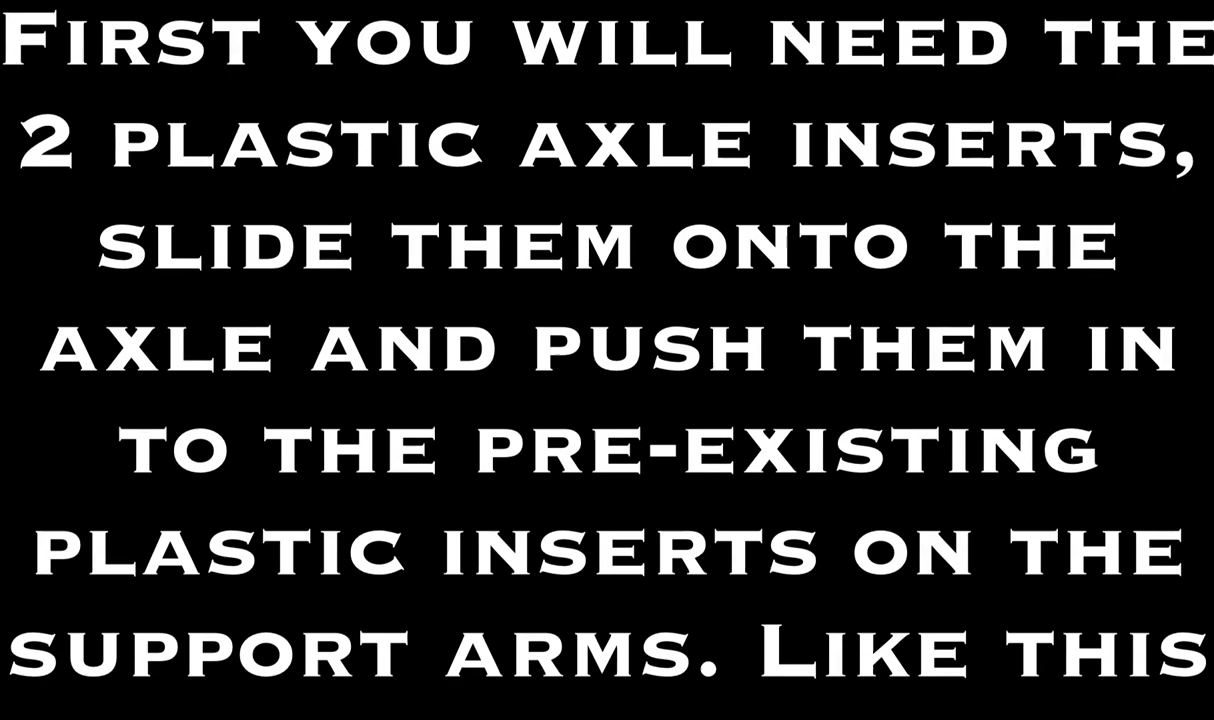 First you will need the
2 plastic axle inserts,
slide them onto the
axle and push them in
to the pre-existing
plastic inserts on the
support arms. Like this